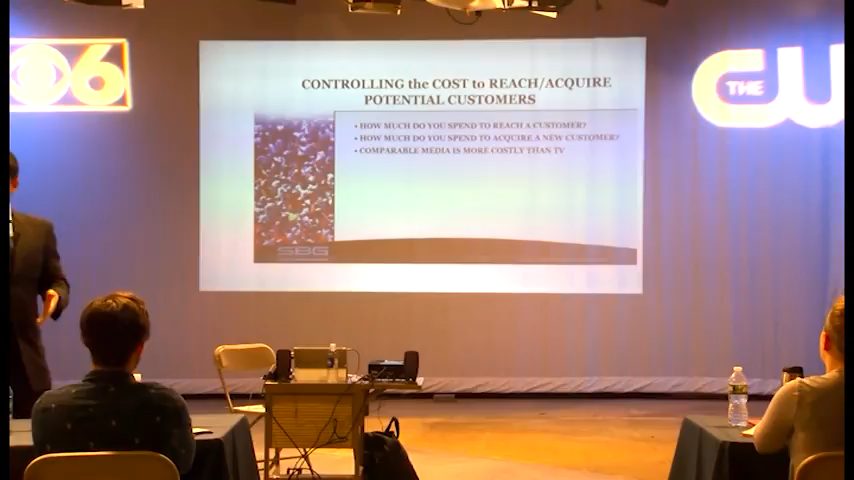 6
THE CW
CONTROLLING the COST to REACH/ACQUIRE
POTENTIAL CUSTOMERS
• HOW MUCH DO YOU SPEND TO REACH A CUSTOMER?
• HOW MUCH DO YOU SPEND TO ACQUIRE A NEW CUSTOMER?
• COMPARABLE MEDIA IS MORE COSTLY THAN TV
SBG